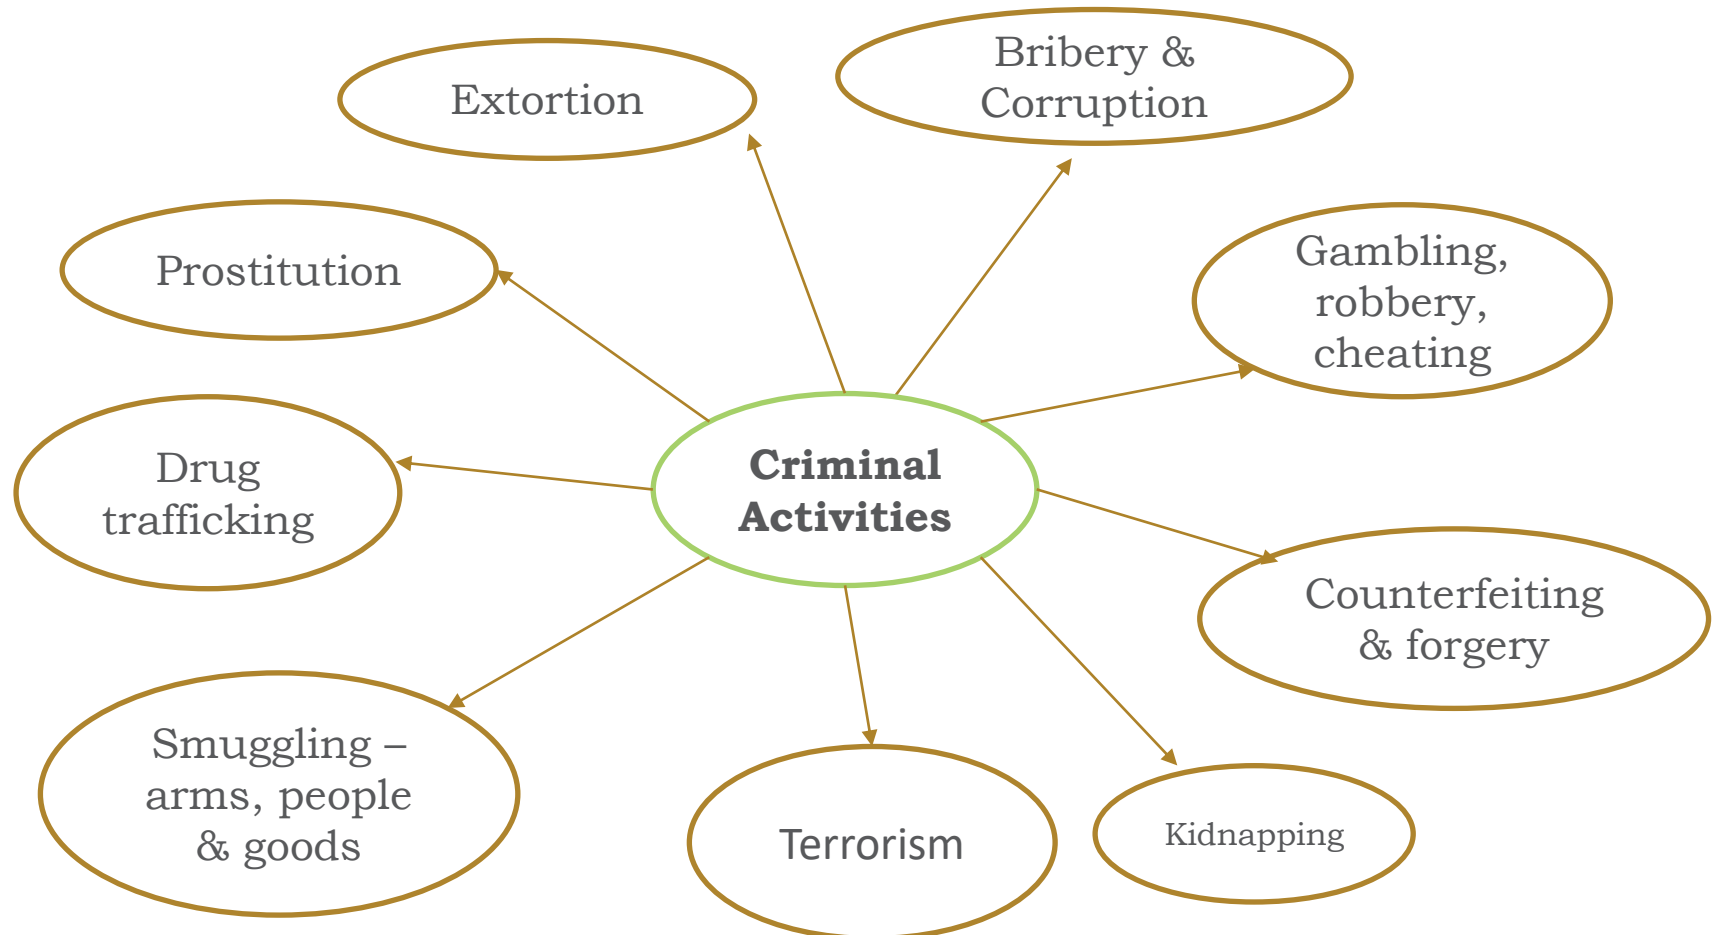 Bribery &
Corruption
Extortion
Gambling,
robbery,
cheating
Prostitution
Criminal
Activities
Drug
trafficking
Counterfeiting
& forgery
Smuggling –
arms, people
& goods
Terrorism
Kidnapping